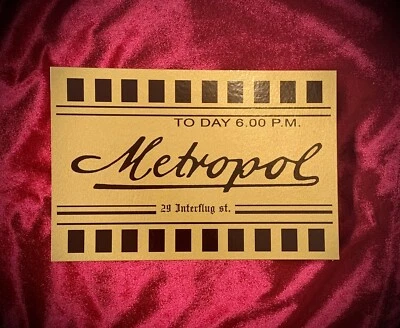 TO DAY 6.00 P.M.
Metropol
29 Interflug st.